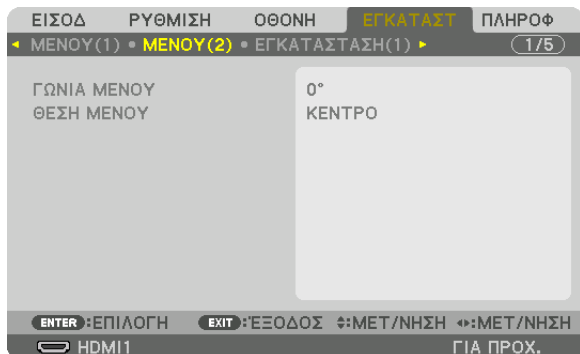 ΕΙΣΟΔ ΡΥΘΜΙΣΗ ΟΘΟΝΗ ΕΓΚΑΤΑΣΤ ΠΛΗΡΟΦ
◂ ΜΕΝΟΥ(1) • ΜΕΝΟΥ(2) • ΕΓΚΑΤΑΣΤΑΣΗ(1) ▸ 1/5
ΓΩΝΙΑ ΜΕΝΟΥ 0°
ΘΕΣΗ ΜΕΝΟΥ ΚΕΝΤΡΟ
ENTER:ΕΠΙΛΟΓΗ EXIT:ΈΞΟΔΟΣ ≑:ΜΕΤ/ΝΗΣΗ ◂▸:ΜΕΤ/ΝΗΣΗ
HDMI1 ΓΙΑ ΠΡΟΧ.